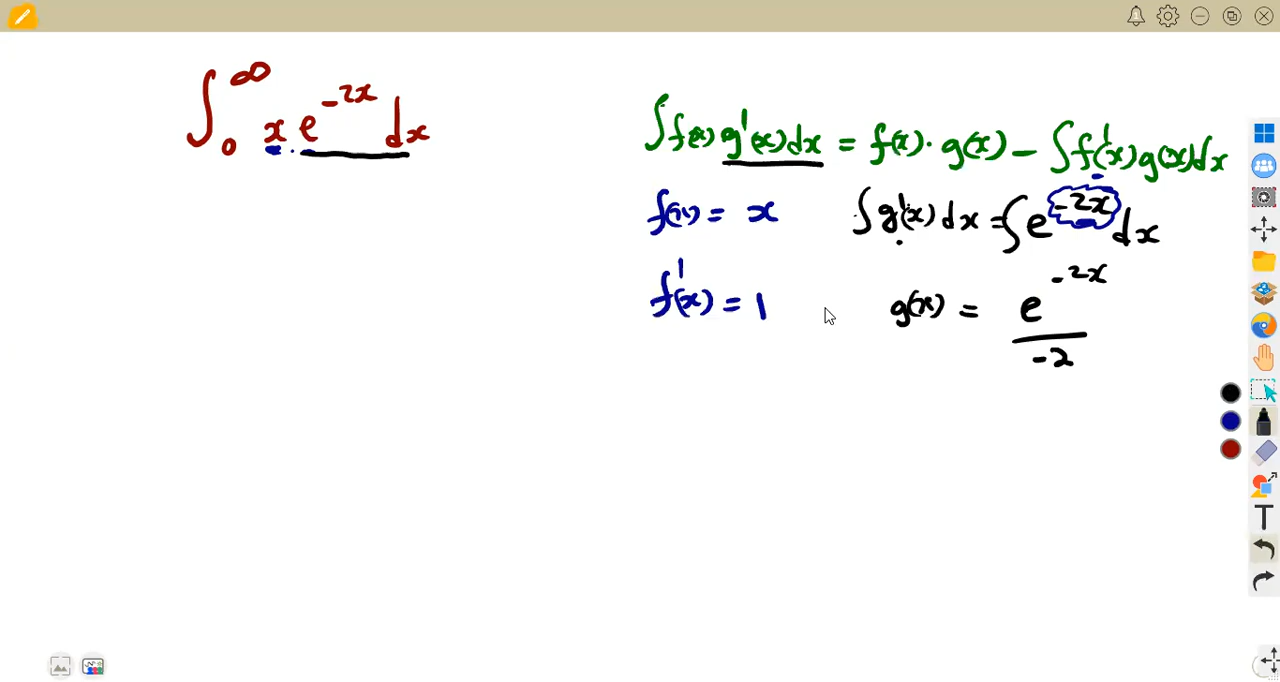 ∫₀^∞ x e^{-2x} dx
∫ f(x) g'(x) dx = f(x) · g(x) − ∫ f'(x) g(x) dx
f(x) = x
∫ g'(x) dx = ∫ e^{-2x} dx
f'(x) = 1
g(x) = e^{-2x} / -2
T